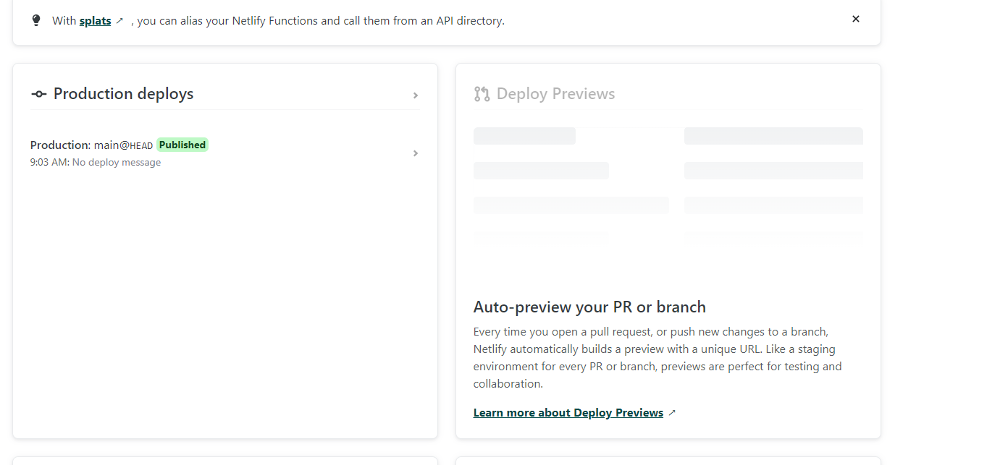 With splats ↗ , you can alias your Netlify Functions and call them from an API directory.
Production deploys
Production: main@HEAD Published
9:03 AM: No deploy message
Deploy Previews
Auto-preview your PR or branch
Every time you open a pull request, or push new changes to a branch,
Netlify automatically builds a preview with a unique URL. Like a staging
environment for every PR or branch, previews are perfect for testing and
collaboration.
Learn more about Deploy Previews ↗